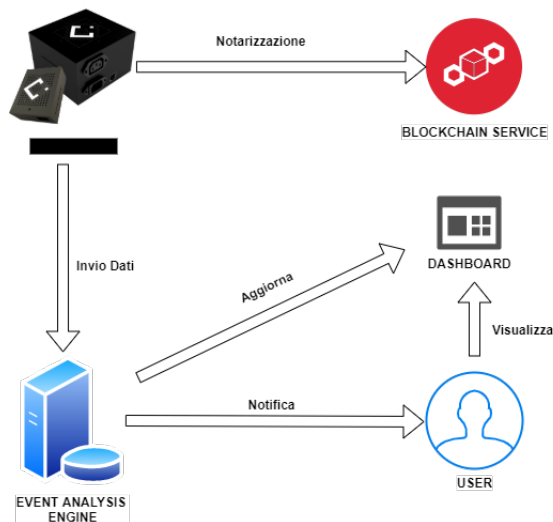 Notarizzazione
BLOCKCHAIN SERVICE
Invio Dati
Aggiorna
DASHBOARD
Visualizza
Notifica
EVENT ANALYSIS
ENGINE
USER